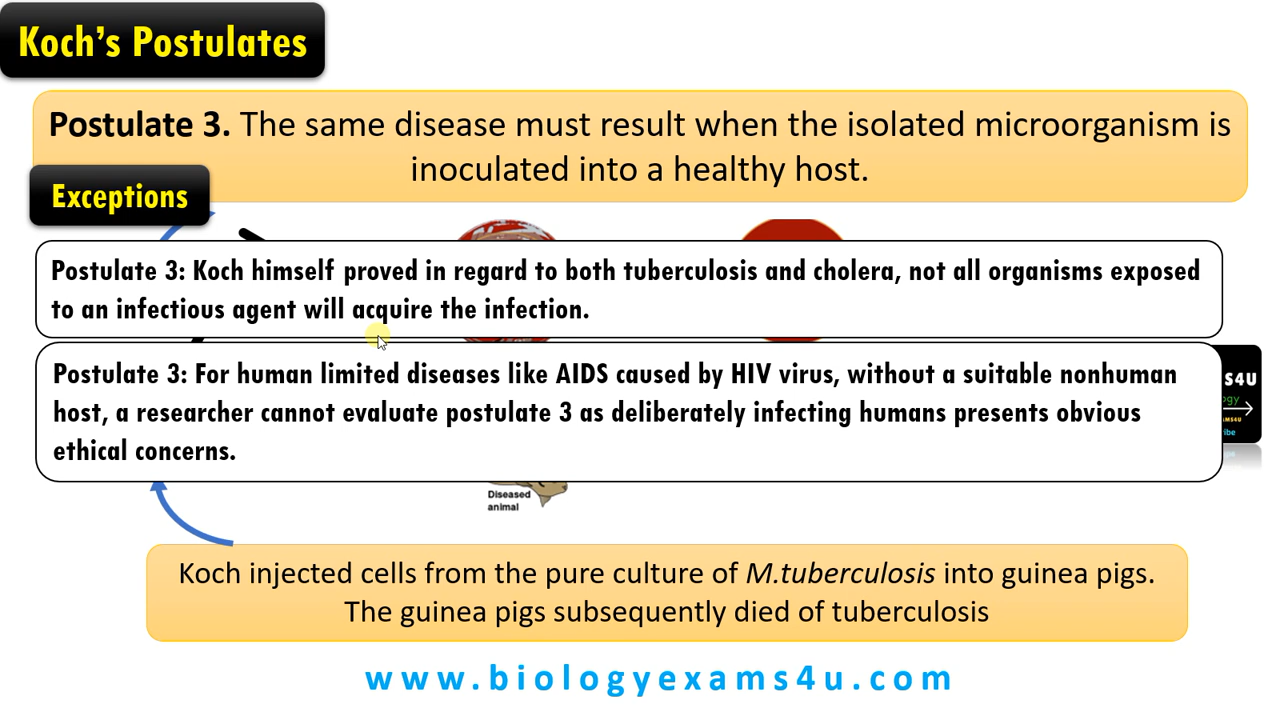 Koch's Postulates
Postulate 3. The same disease must result when the isolated microorganism is
inoculated into a healthy host.
Exceptions
Postulate 3: Koch himself proved in regard to both tuberculosis and cholera, not all organisms exposed
to an infectious agent will acquire the infection.
Postulate 3: For human limited diseases like AIDS caused by HIV virus, without a suitable nonhuman
host, a researcher cannot evaluate postulate 3 as deliberately infecting humans presents obvious
ethical concerns.
S4U
Diseased
animal
Koch injected cells from the pure culture of M.tuberculosis into guinea pigs.
The guinea pigs subsequently died of tuberculosis
www.biologyexams4u.com